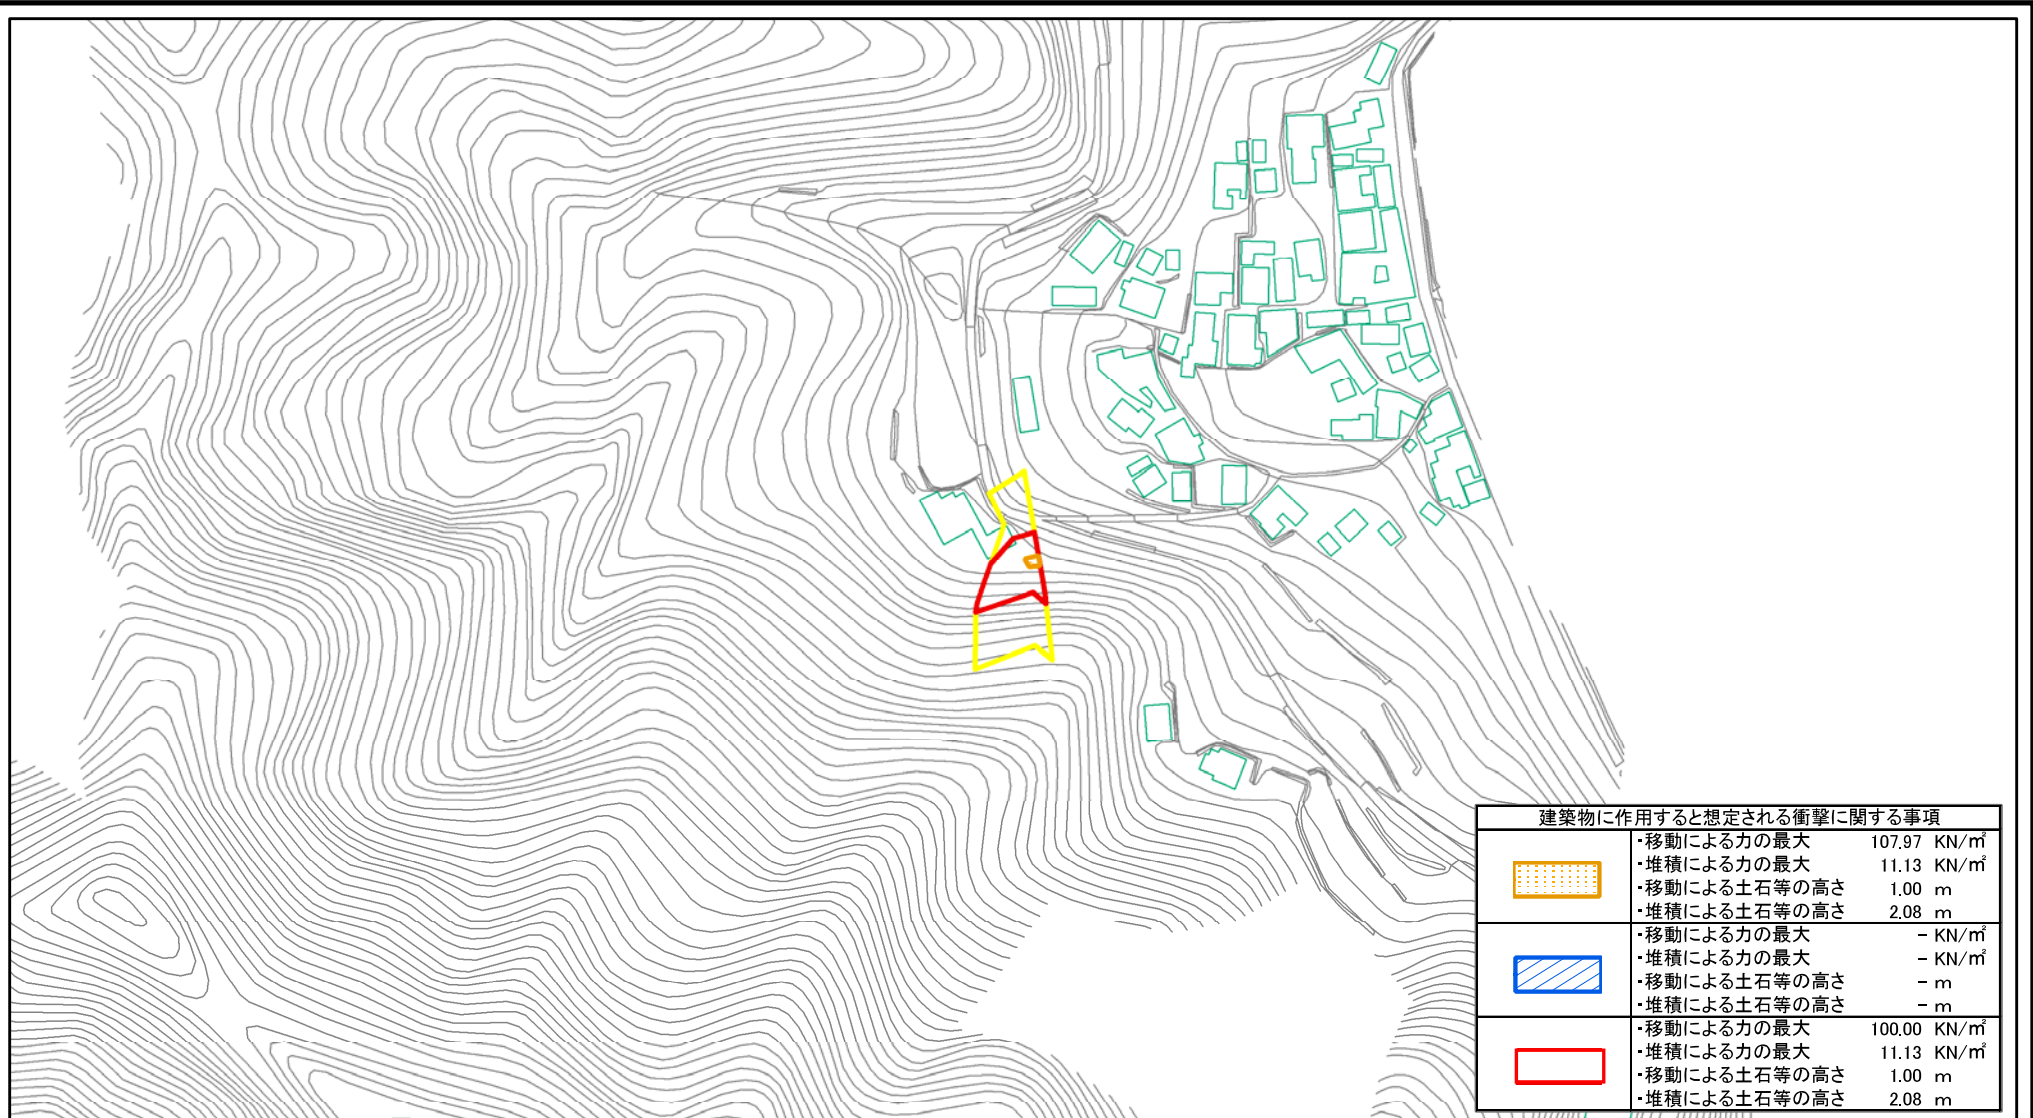 建築物に作用すると想定される衝撃に関する事項
・移動による力の最大 107.97 KN/㎡
・堆積による力の最大 11.13 KN/㎡
・移動による土石等の高さ 1.00 m
・堆積による土石等の高さ 2.08 m
・移動による力の最大 - KN/㎡
・堆積による力の最大 - KN/㎡
・移動による土石等の高さ - m
・堆積による土石等の高さ - m
・移動による力の最大 100.00 KN/㎡
・堆積による力の最大 11.13 KN/㎡
・移動による土石等の高さ 1.00 m
・堆積による土石等の高さ 2.08 m